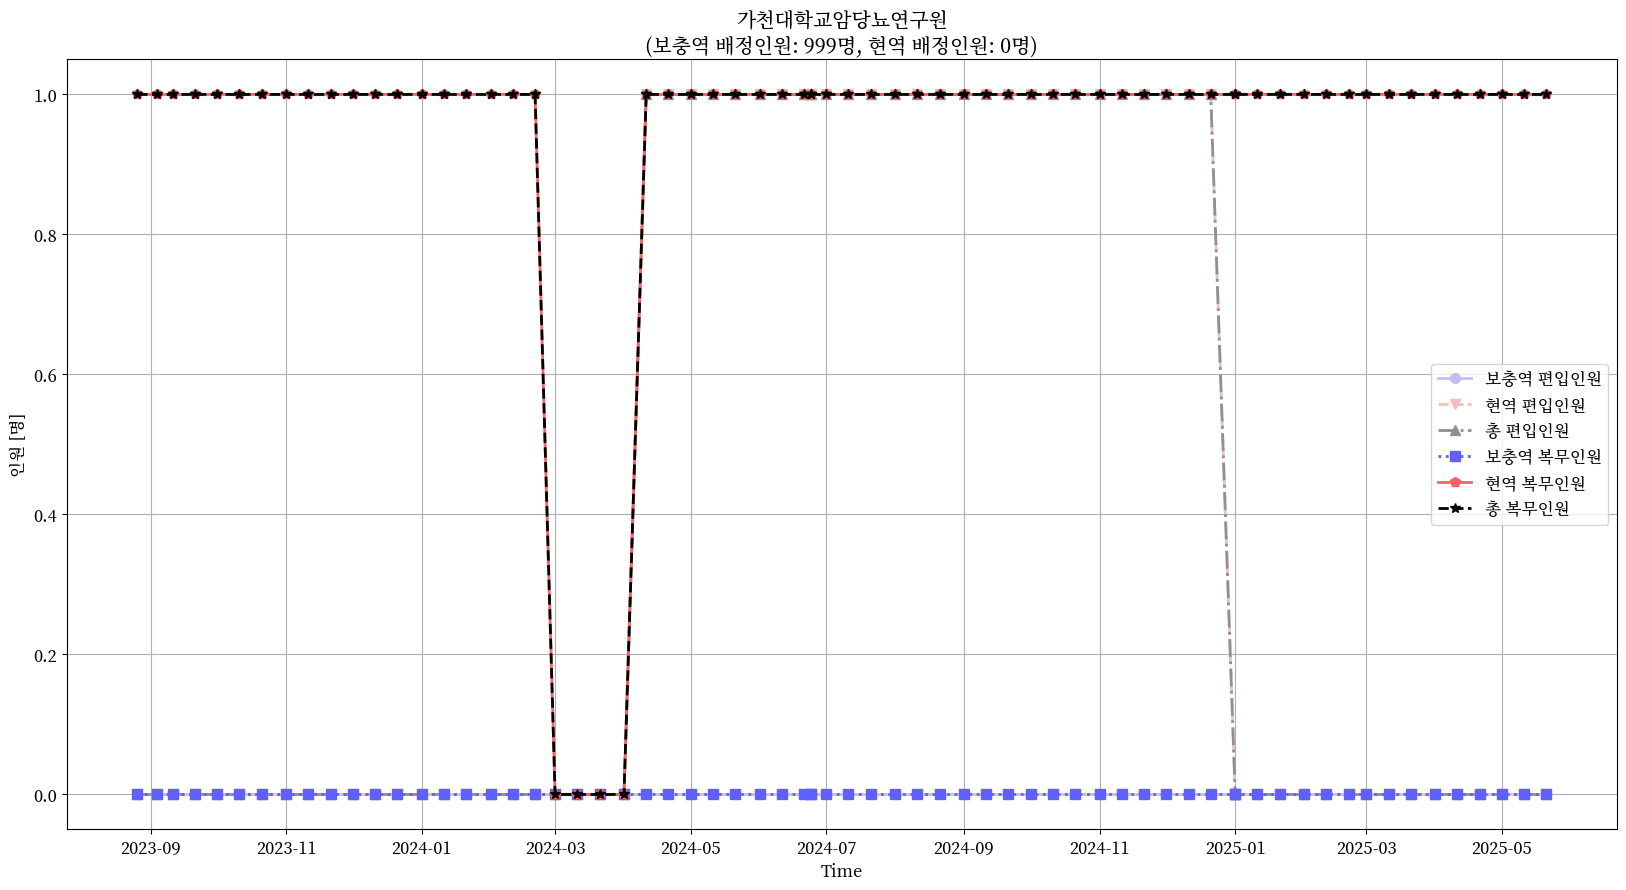 가천대학교암당뇨연구원
(보충역 배정인원: 999명, 현역 배정인원: 0명)
1.0
0.8
0.6
0.4
0.2
0.0
인원 [명]
보충역 편입인원
현역 편입인원
총 편입인원
보충역 복무인원
현역 복무인원
총 복무인원
2023-09
2023-11
2024-01
2024-03
2024-05
2024-07
2024-09
2024-11
2025-01
2025-03
2025-05
Time